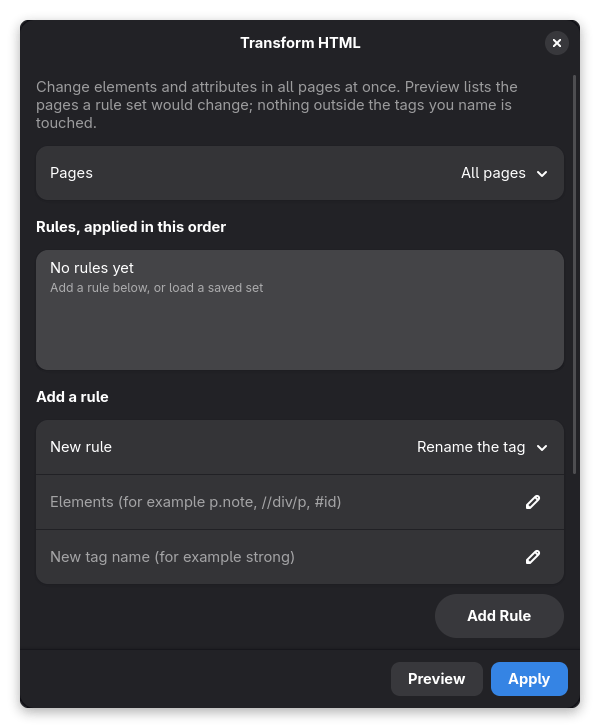 Transform HTML
Change elements and attributes in all pages at once. Preview lists the
pages a rule set would change; nothing outside the tags you name is
touched.
Pages All pages
Rules, applied in this order
No rules yet
Add a rule below, or load a saved set
Add a rule
New rule Rename the tag
Elements (for example p.note, //div/p, #id)
New tag name (for example strong)
Add Rule
Preview Apply